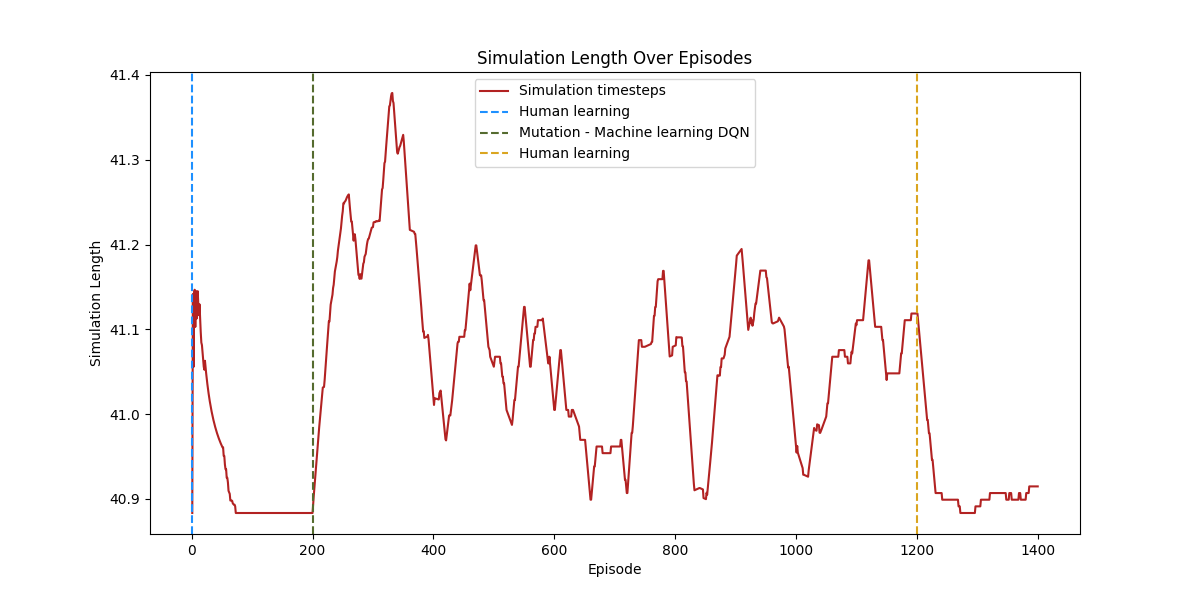 Simulation Length Over Episodes
Simulation timesteps
Human learning
Mutation - Machine learning DQN
Human learning
Simulation Length
41.4
41.3
41.2
41.1
41.0
40.9
0 200 400 600 800 1000 1200 1400
Episode